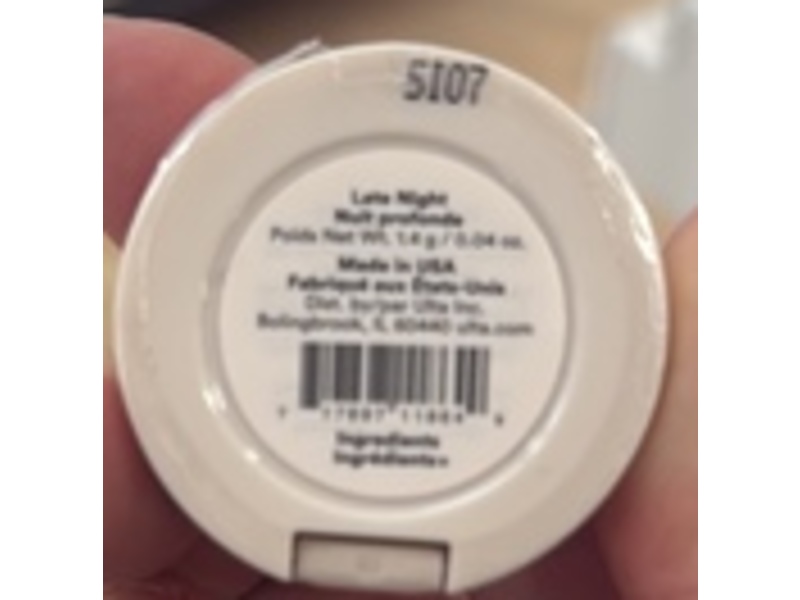 5107
Late Night
Nuit profonde
Poids Net Wt. 1.4 g / 0.04 oz.
Made in USA
Fabriqué aux États-Unis
Dist. by/par Ulta Inc.
Bolingbrook, IL 60440 ulta.com
Ingredients
Ingrédients+